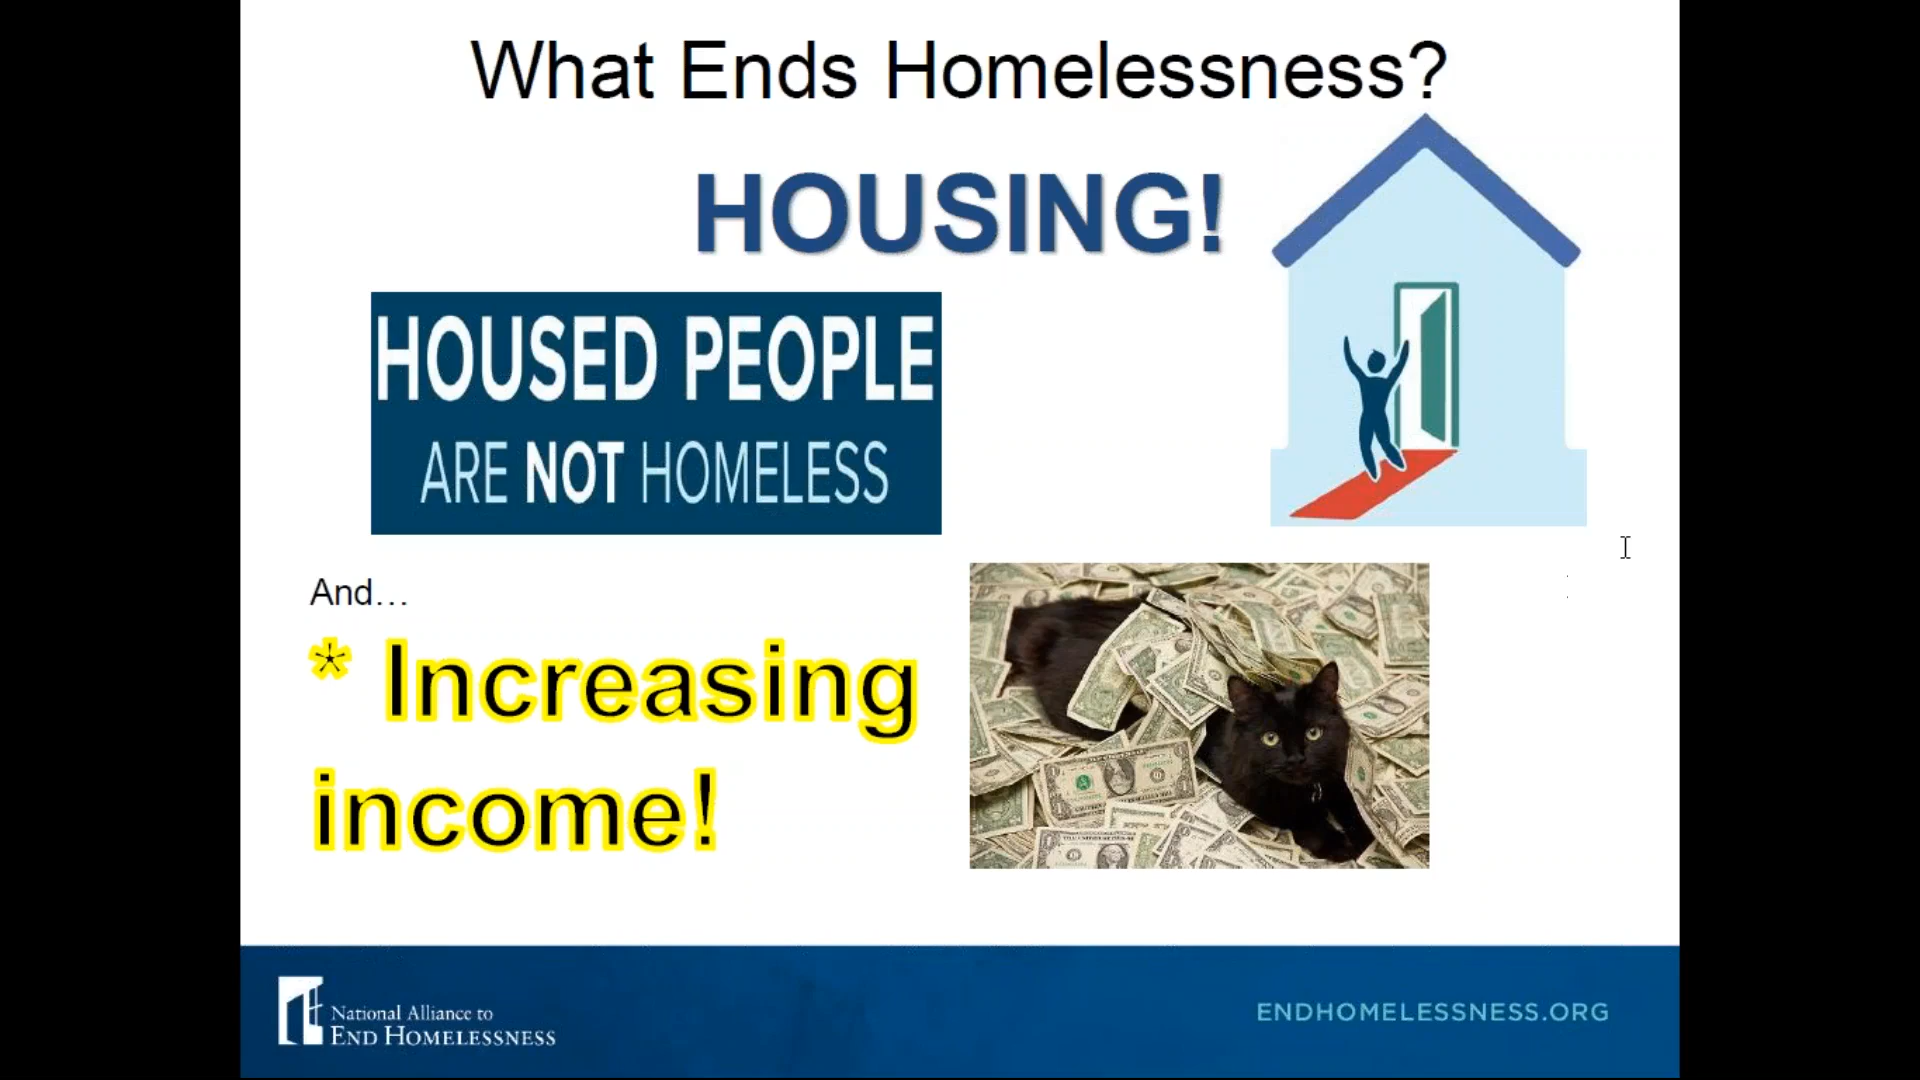 What Ends Homelessness?
HOUSING!
HOUSED PEOPLE
ARE NOT HOMELESS
And…
* Increasing
income!
National Alliance to
END HOMELESSNESS
ENDHOMELESSNESS.ORG